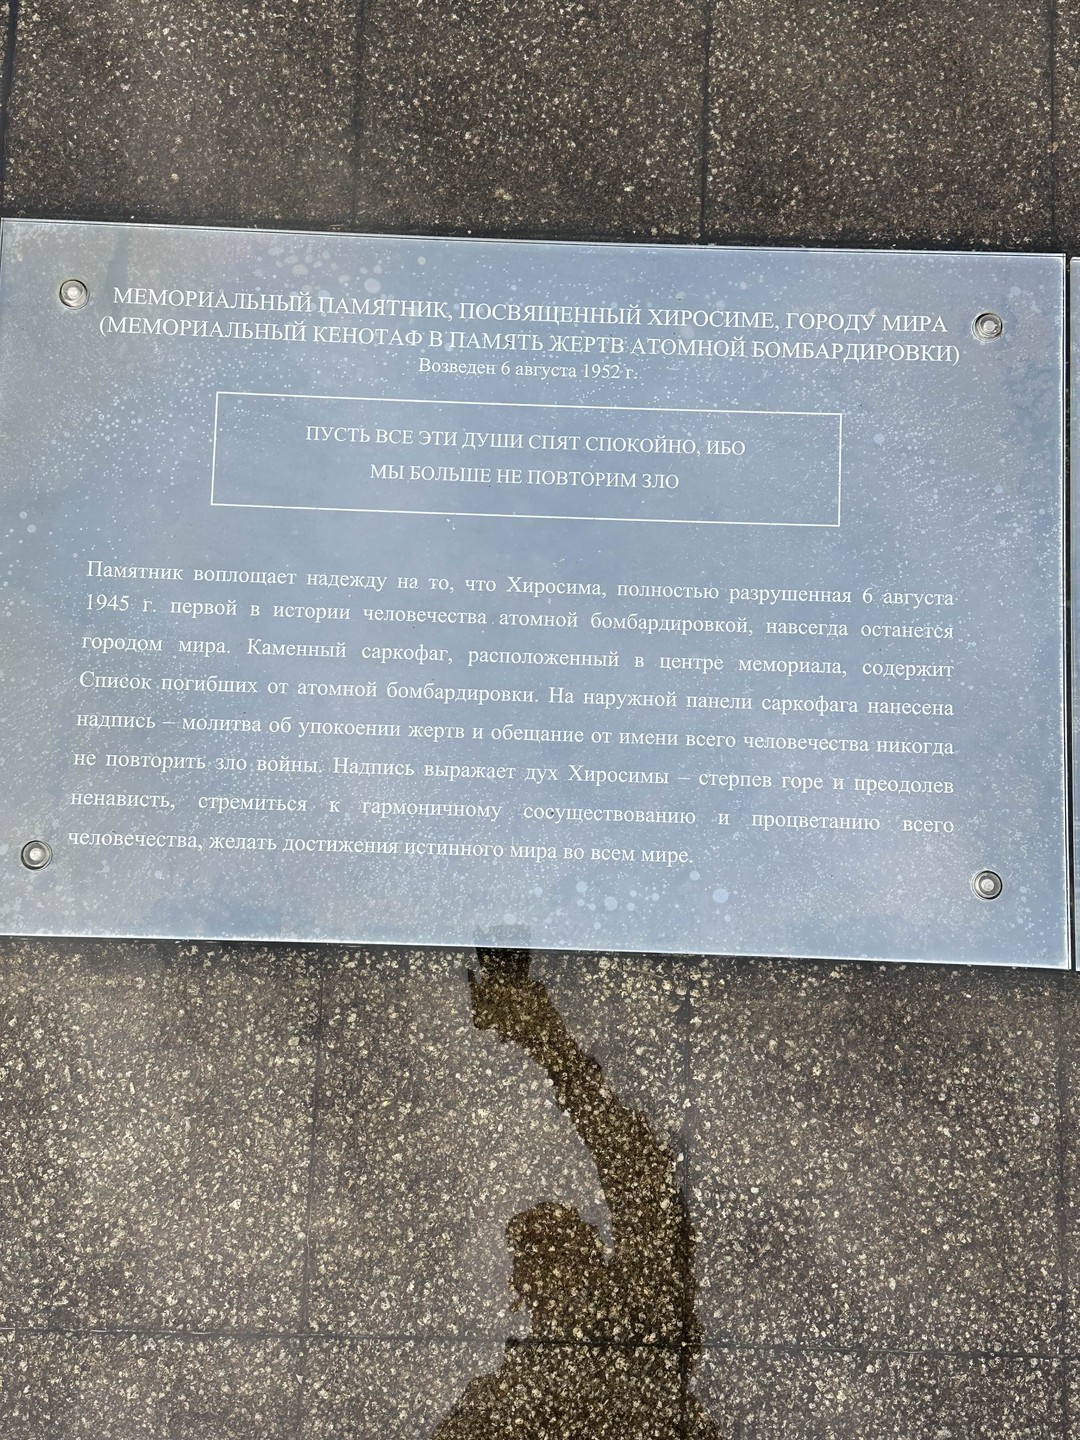 МЕМОРИАЛЬНЫЙ ПАМЯТНИК, ПОСВЯЩЕННЫЙ ХИРОСИМЕ, ГОРОДУ МИРА
(МЕМОРИАЛЬНЫЙ КЕНОТАФ В ПАМЯТЬ ЖЕРТВ АТОМНОЙ БОМБАРДИРОВКИ)
Возведен 6 августа 1952 г.
ПУСТЬ ВСЕ ЭТИ ДУШИ СПЯТ СПОКОЙНО, ИБО
МЫ БОЛЬШЕ НЕ ПОВТОРИМ ЗЛО
Памятник воплощает надежду на то, что Хиросима, полностью разрушенная 6 августа
1945 г. первой в истории человечества атомной бомбардировкой, навсегда останется
городом мира. Каменный саркофаг, расположенный в центре мемориала, содержит
Список погибших от атомной бомбардировки. На наружной панели саркофага нанесена
надпись – молитва об упокоении жертв и обещание от имени всего человечества никогда
не повторить зло войны. Надпись выражает дух Хиросимы – стерпев горе и преодолев
ненависть, стремиться к гармоничному сосуществованию и процветанию всего
человечества, желать достижения истинного мира во всем мире.